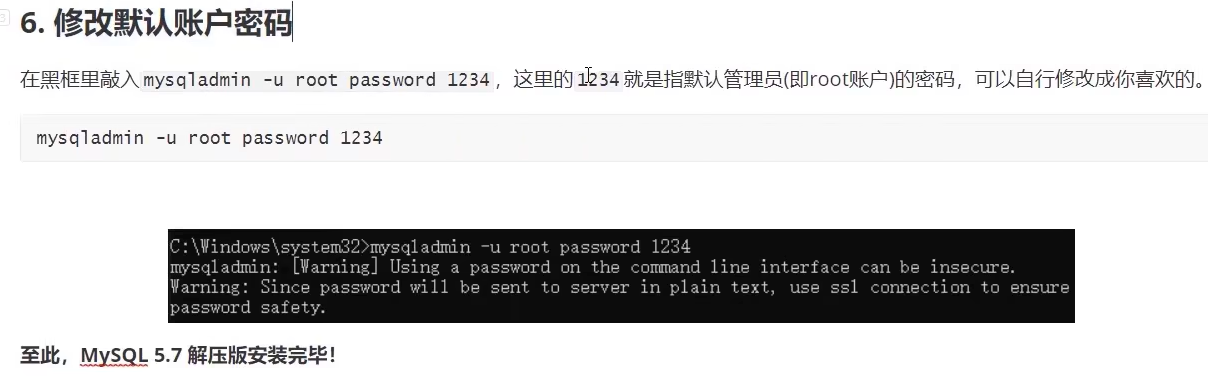 6. 修改默认账户密码
在黑框里敲入mysqladmin -u root password 1234，这里的1234就是指默认管理员(即root账户)的密码，可以自行修改成你喜欢的。
mysqladmin -u root password 1234
C:\Windows\system32>mysqladmin -u root password 1234
mysqladmin: [Warning] Using a password on the command line interface can be insecure.
Warning: Since password will be sent to server in plain text, use ssl connection to ensure
password safety.
至此，MySQL 5.7 解压版安装完毕！